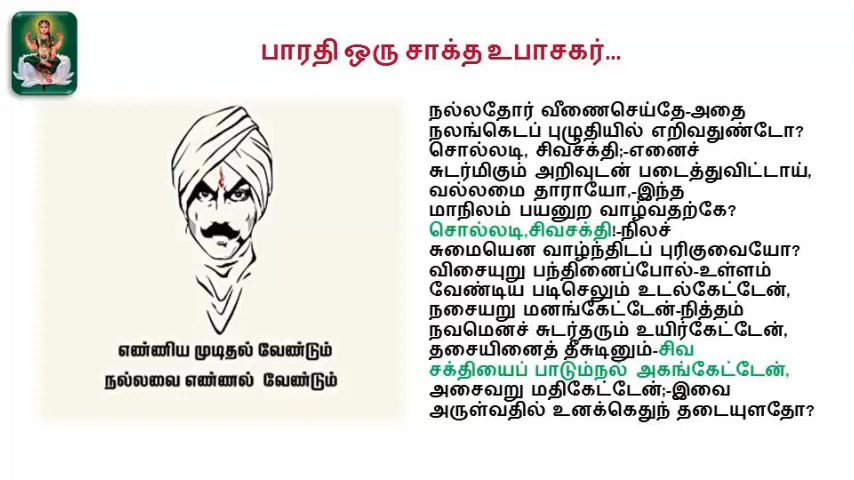 பாரதி ஒரு சாக்த உபாசகர்...
நல்லதோர் வீணைசெய்தே-அதை
நலங்கெடப் புழுதியில் எறிவதுண்டோ?
சொல்லடி, சிவசக்தி;-எனைச்
சுடர்மிகும் அறிவுடன் படைத்துவிட்டாய்,
வல்லமை தாராயோ,-இந்த
மாநிலம் பயனுற வாழ்வதற்கே?
சொல்லடி,சிவசக்தி!-நிலச்
சுமையென வாழ்ந்திடப் புரிகுவையோ?
விசையுறு பந்தினைப்போல்-உள்ளம்
வேண்டிய படிசெலும் உடல்கேட்டேன்,
நசையறு மனங்கேட்டேன்-நித்தம்
நவமெனச் சுடர்தரும் உயிர்கேட்டேன்,
தசையினைத் தீசுடினும்-சிவ
சக்தியைப் பாடும்நல் அகங்கேட்டேன்,
அசைவறு மதிகேட்டேன்;-இவை
அருள்வதில் உனக்கெதுந் தடையுளதோ?
எண்ணிய முடிதல் வேண்டும்
நல்லவை எண்ணல் வேண்டும்